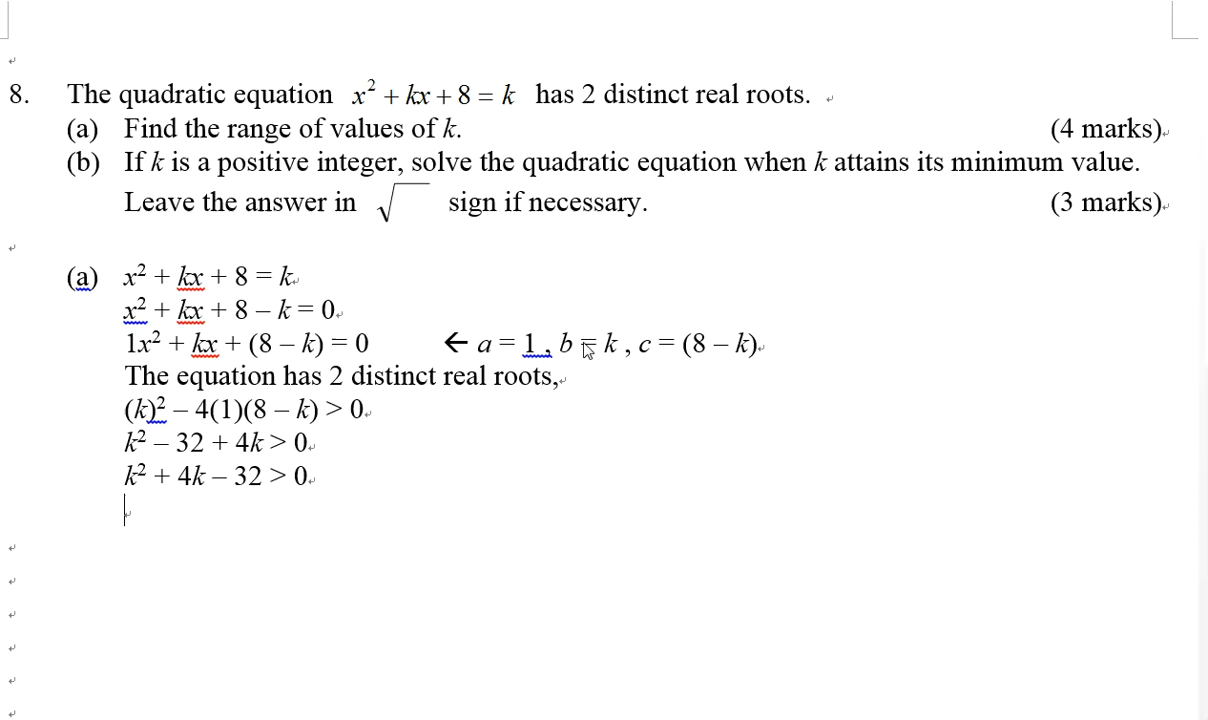 8. The quadratic equation x² + kx + 8 = k has 2 distinct real roots.
(a) Find the range of values of k. (4 marks)
(b) If k is a positive integer, solve the quadratic equation when k attains its minimum value.
Leave the answer in √ sign if necessary. (3 marks)
(a) x² + kx + 8 = k
x² + kx + 8 – k = 0
1x² + kx + (8 – k) = 0 ← a = 1 , b = k , c = (8 – k)
The equation has 2 distinct real roots,
(k)² – 4(1)(8 – k) > 0
k² – 32 + 4k > 0
k² + 4k – 32 > 0